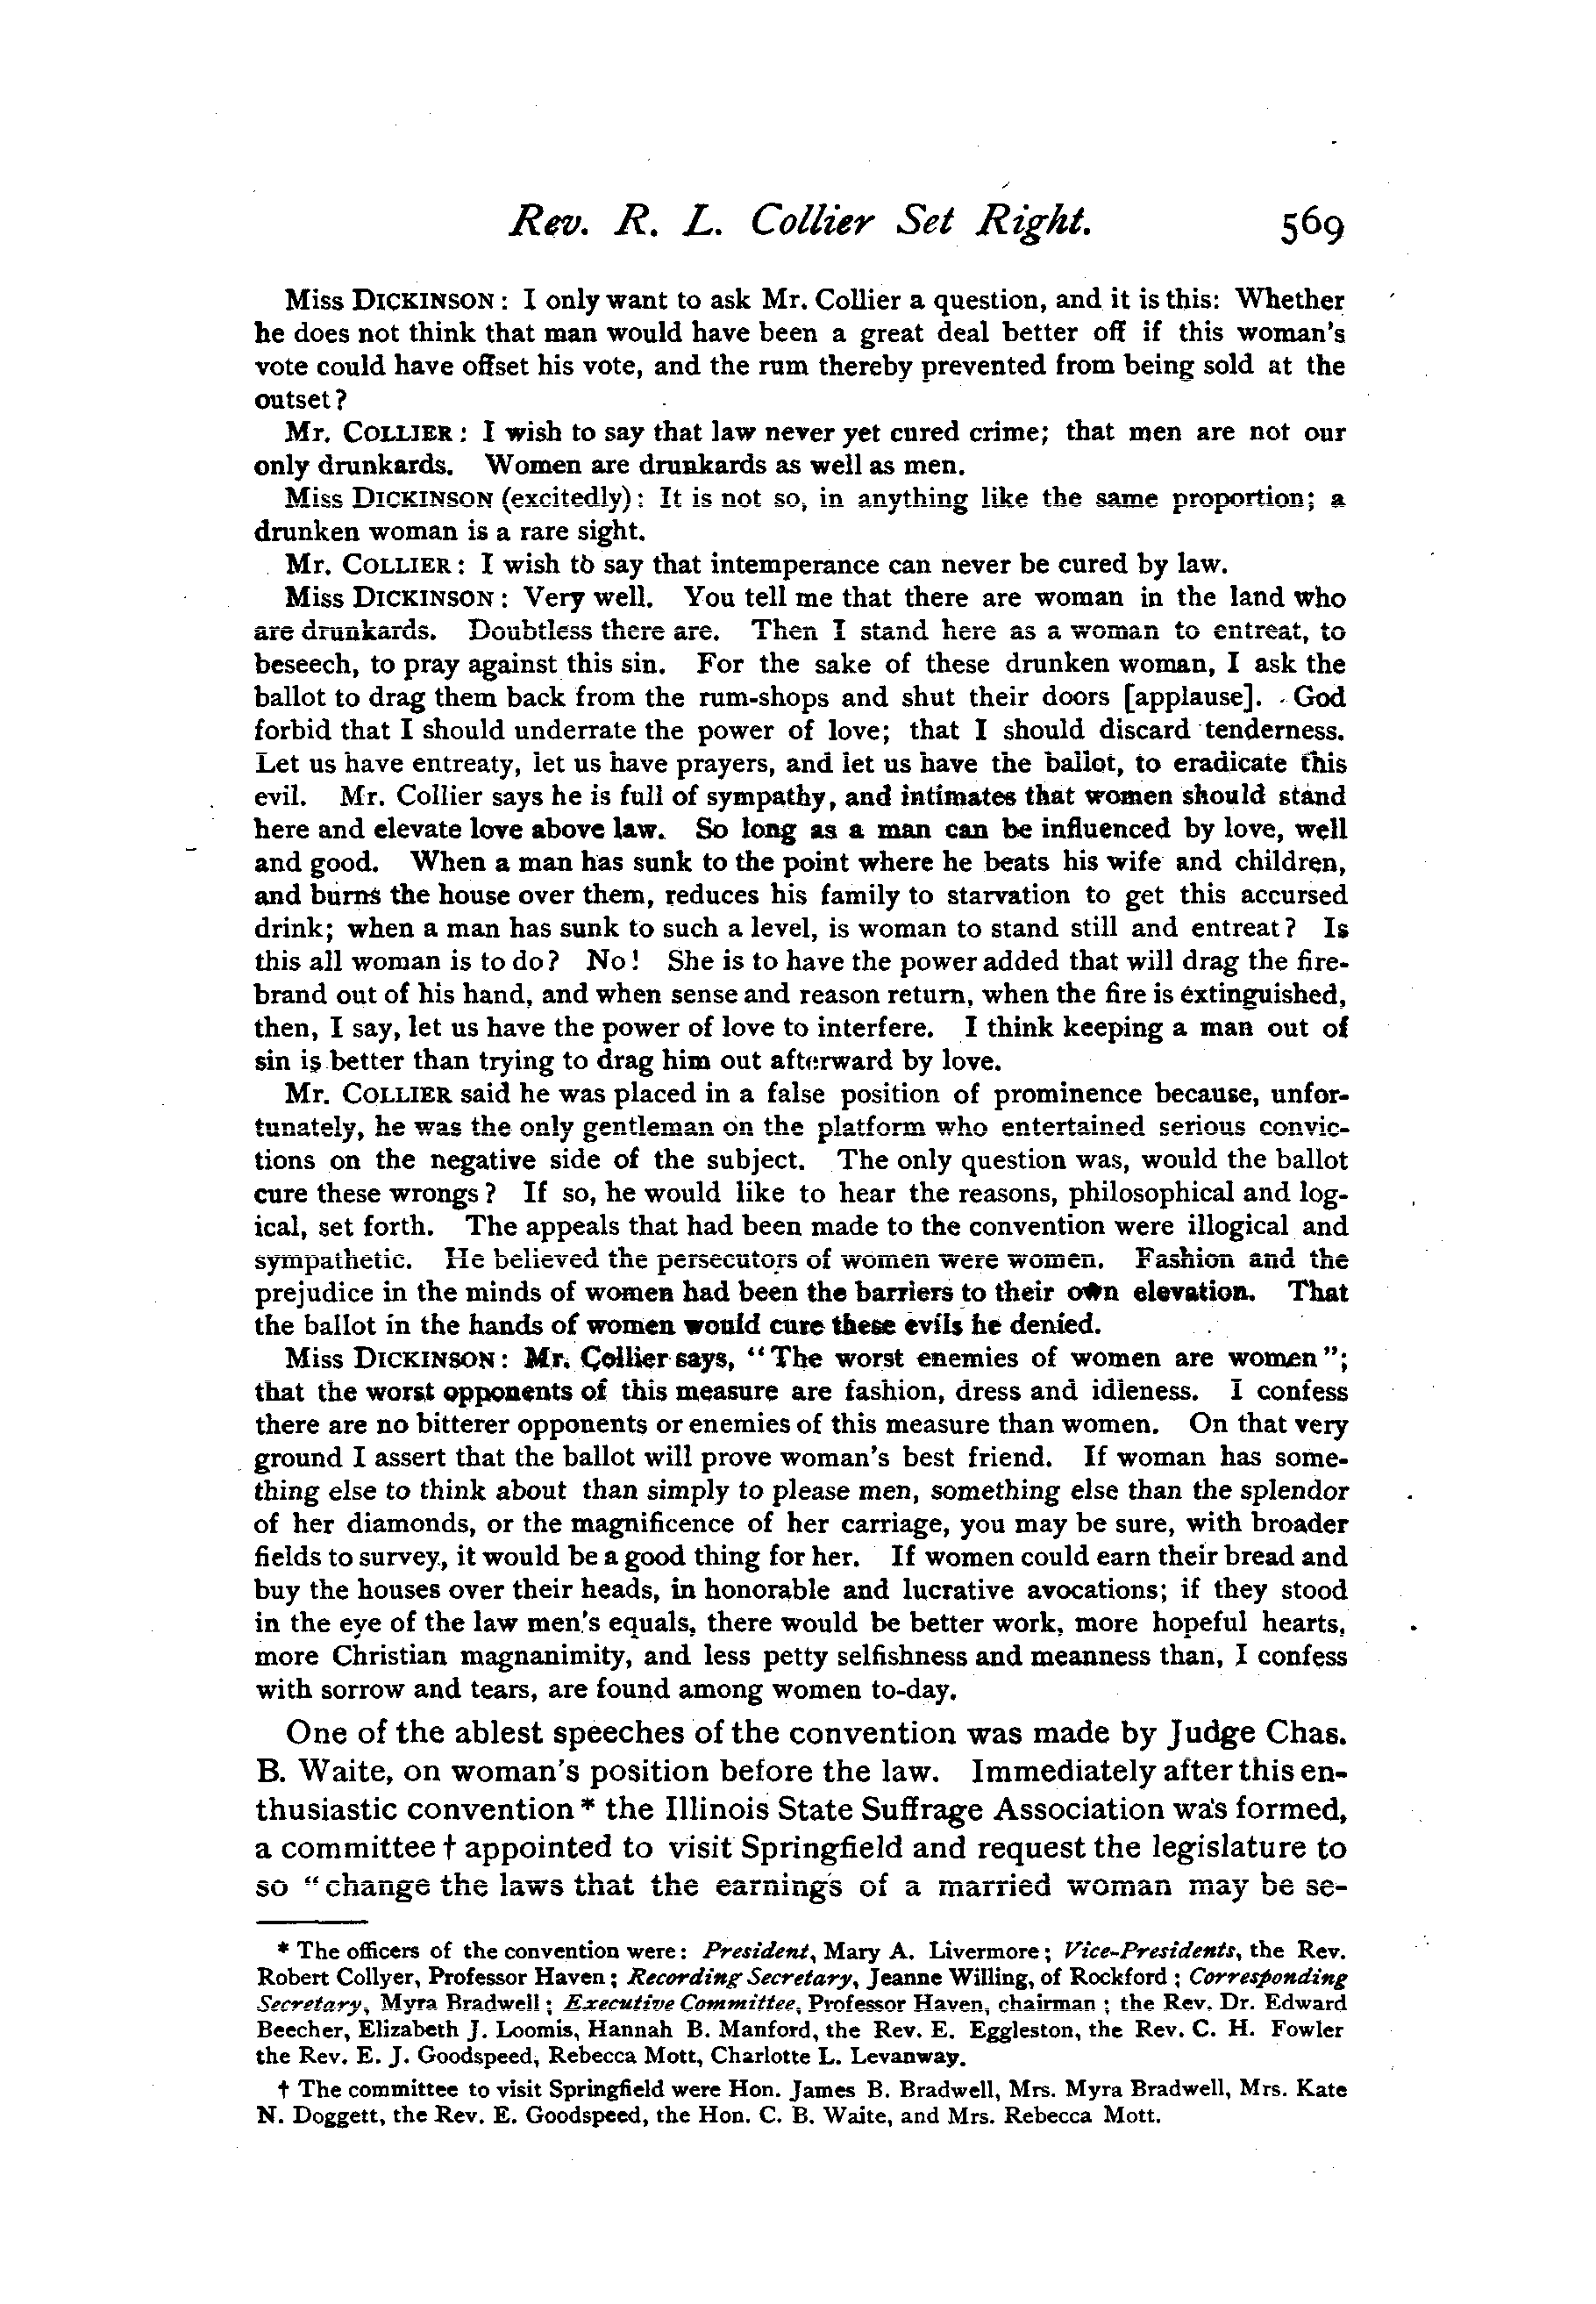 Rev. R. L. Collier Set Right. 569
Miss DICKINSON: I only want to ask Mr. Collier a question, and it is this: Whether
he does not think that man would have been a great deal better off if this woman's
vote could have offset his vote, and the rum thereby prevented from being sold at the
outset?
Mr. COLLIER: I wish to say that law never yet cured crime; that men are not our
only drunkards. Women are drunkards as well as men.
Miss DICKINSON (excitedly): It is not so, in anything like the same proportion; a
drunken woman is a rare sight.
Mr. COLLIER: I wish to say that intemperance can never be cured by law.
Miss DICKINSON: Very well. You tell me that there are woman in the land who
are drunkards. Doubtless there are. Then I stand here as a woman to entreat, to
beseech, to pray against this sin. For the sake of these drunken woman, I ask the
ballot to drag them back from the rum-shops and shut their doors [applause]. God
forbid that I should underrate the power of love; that I should discard tenderness.
Let us have entreaty, let us have prayers, and let us have the ballot, to eradicate this
evil. Mr. Collier says he is full of sympathy, and intimates that women should stand
here and elevate love above law. So long as a man can be influenced by love, well
and good. When a man has sunk to the point where he beats his wife and children,
and burns the house over them, reduces his family to starvation to get this accursed
drink; when a man has sunk to such a level, is woman to stand still and entreat? Is
this all woman is to do? No! She is to have the power added that will drag the fire-
brand out of his hand, and when sense and reason return, when the fire is extinguished,
then, I say, let us have the power of love to interfere. I think keeping a man out of
sin is better than trying to drag him out afterward by love.
Mr. COLLIER said he was placed in a false position of prominence because, unfor-
tunately, he was the only gentleman on the platform who entertained serious convic-
tions on the negative side of the subject. The only question was, would the ballot
cure these wrongs? If so, he would like to hear the reasons, philosophical and log-
ical, set forth. The appeals that had been made to the convention were illogical and
sympathetic. He believed the persecutors of women were women. Fashion and the
prejudice in the minds of women had been the barriers to their own elevation. That
the ballot in the hands of women would cure these evils he denied.
Miss DICKINSON: Mr. Collier says, "The worst enemies of women are women";
that the worst opponents of this measure are fashion, dress and idleness. I confess
there are no bitterer opponents or enemies of this measure than women. On that very
ground I assert that the ballot will prove woman's best friend. If woman has some-
thing else to think about than simply to please men, something else than the splendor
of her diamonds, or the magnificence of her carriage, you may be sure, with broader
fields to survey, it would be a good thing for her. If women could earn their bread and
buy the houses over their heads, in honorable and lucrative avocations; if they stood
in the eye of the law men's equals, there would be better work, more hopeful hearts,
more Christian magnanimity, and less petty selfishness and meanness than, I confess
with sorrow and tears, are found among women to-day.
One of the ablest speeches of the convention was made by Judge Chas.
B. Waite, on woman's position before the law. Immediately after this en-
thusiastic convention * the Illinois State Suffrage Association was formed,
a committee † appointed to visit Springfield and request the legislature to
so "change the laws that the earnings of a married woman may be se-
* The officers of the convention were: President, Mary A. Livermore; Vice-Presidents, the Rev.
Robert Collyer, Professor Haven; Recording Secretary, Jeanne Willing, of Rockford; Corresponding
Secretary, Myra Bradwell; Executive Committee, Professor Haven, chairman; the Rev. Dr. Edward
Beecher, Elizabeth J. Loomis, Hannah B. Manford, the Rev. E. Eggleston, the Rev. C. H. Fowler
the Rev. E. J. Goodspeed, Rebecca Mott, Charlotte L. Levanway.
† The committee to visit Springfield were Hon. James B. Bradwell, Mrs. Myra Bradwell, Mrs. Kate
N. Doggett, the Rev. E. Goodspeed, the Hon. C. B. Waite, and Mrs. Rebecca Mott.